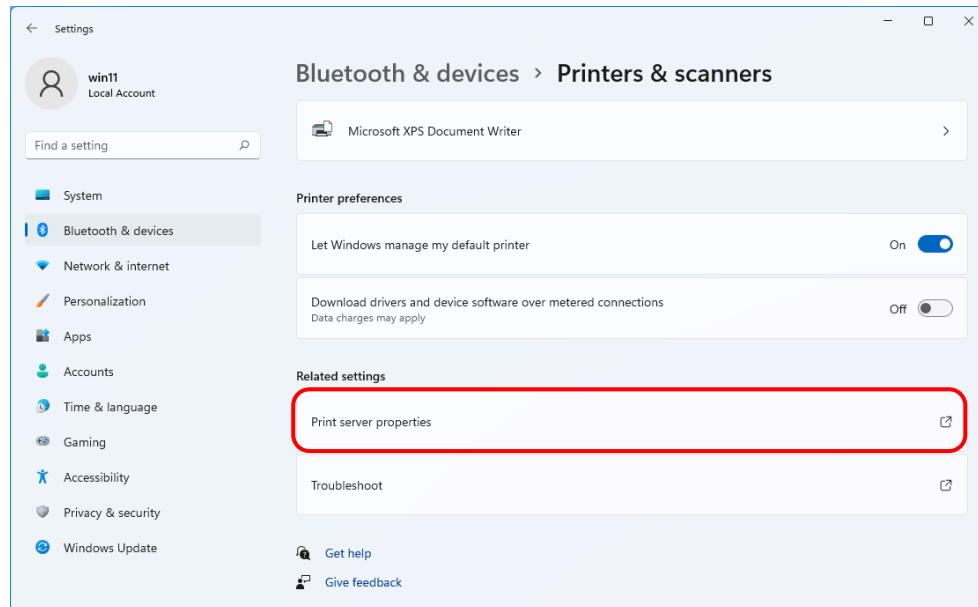 Settings
win11
Local Account
Find a setting
System
Bluetooth & devices
Network & internet
Personalization
Apps
Accounts
Time & language
Gaming
Accessibility
Privacy & security
Windows Update
Bluetooth & devices › Printers & scanners
Microsoft XPS Document Writer
Printer preferences
Let Windows manage my default printer On
Download drivers and device software over metered connections Off
Data charges may apply
Related settings
Print server properties
Troubleshoot
Get help
Give feedback